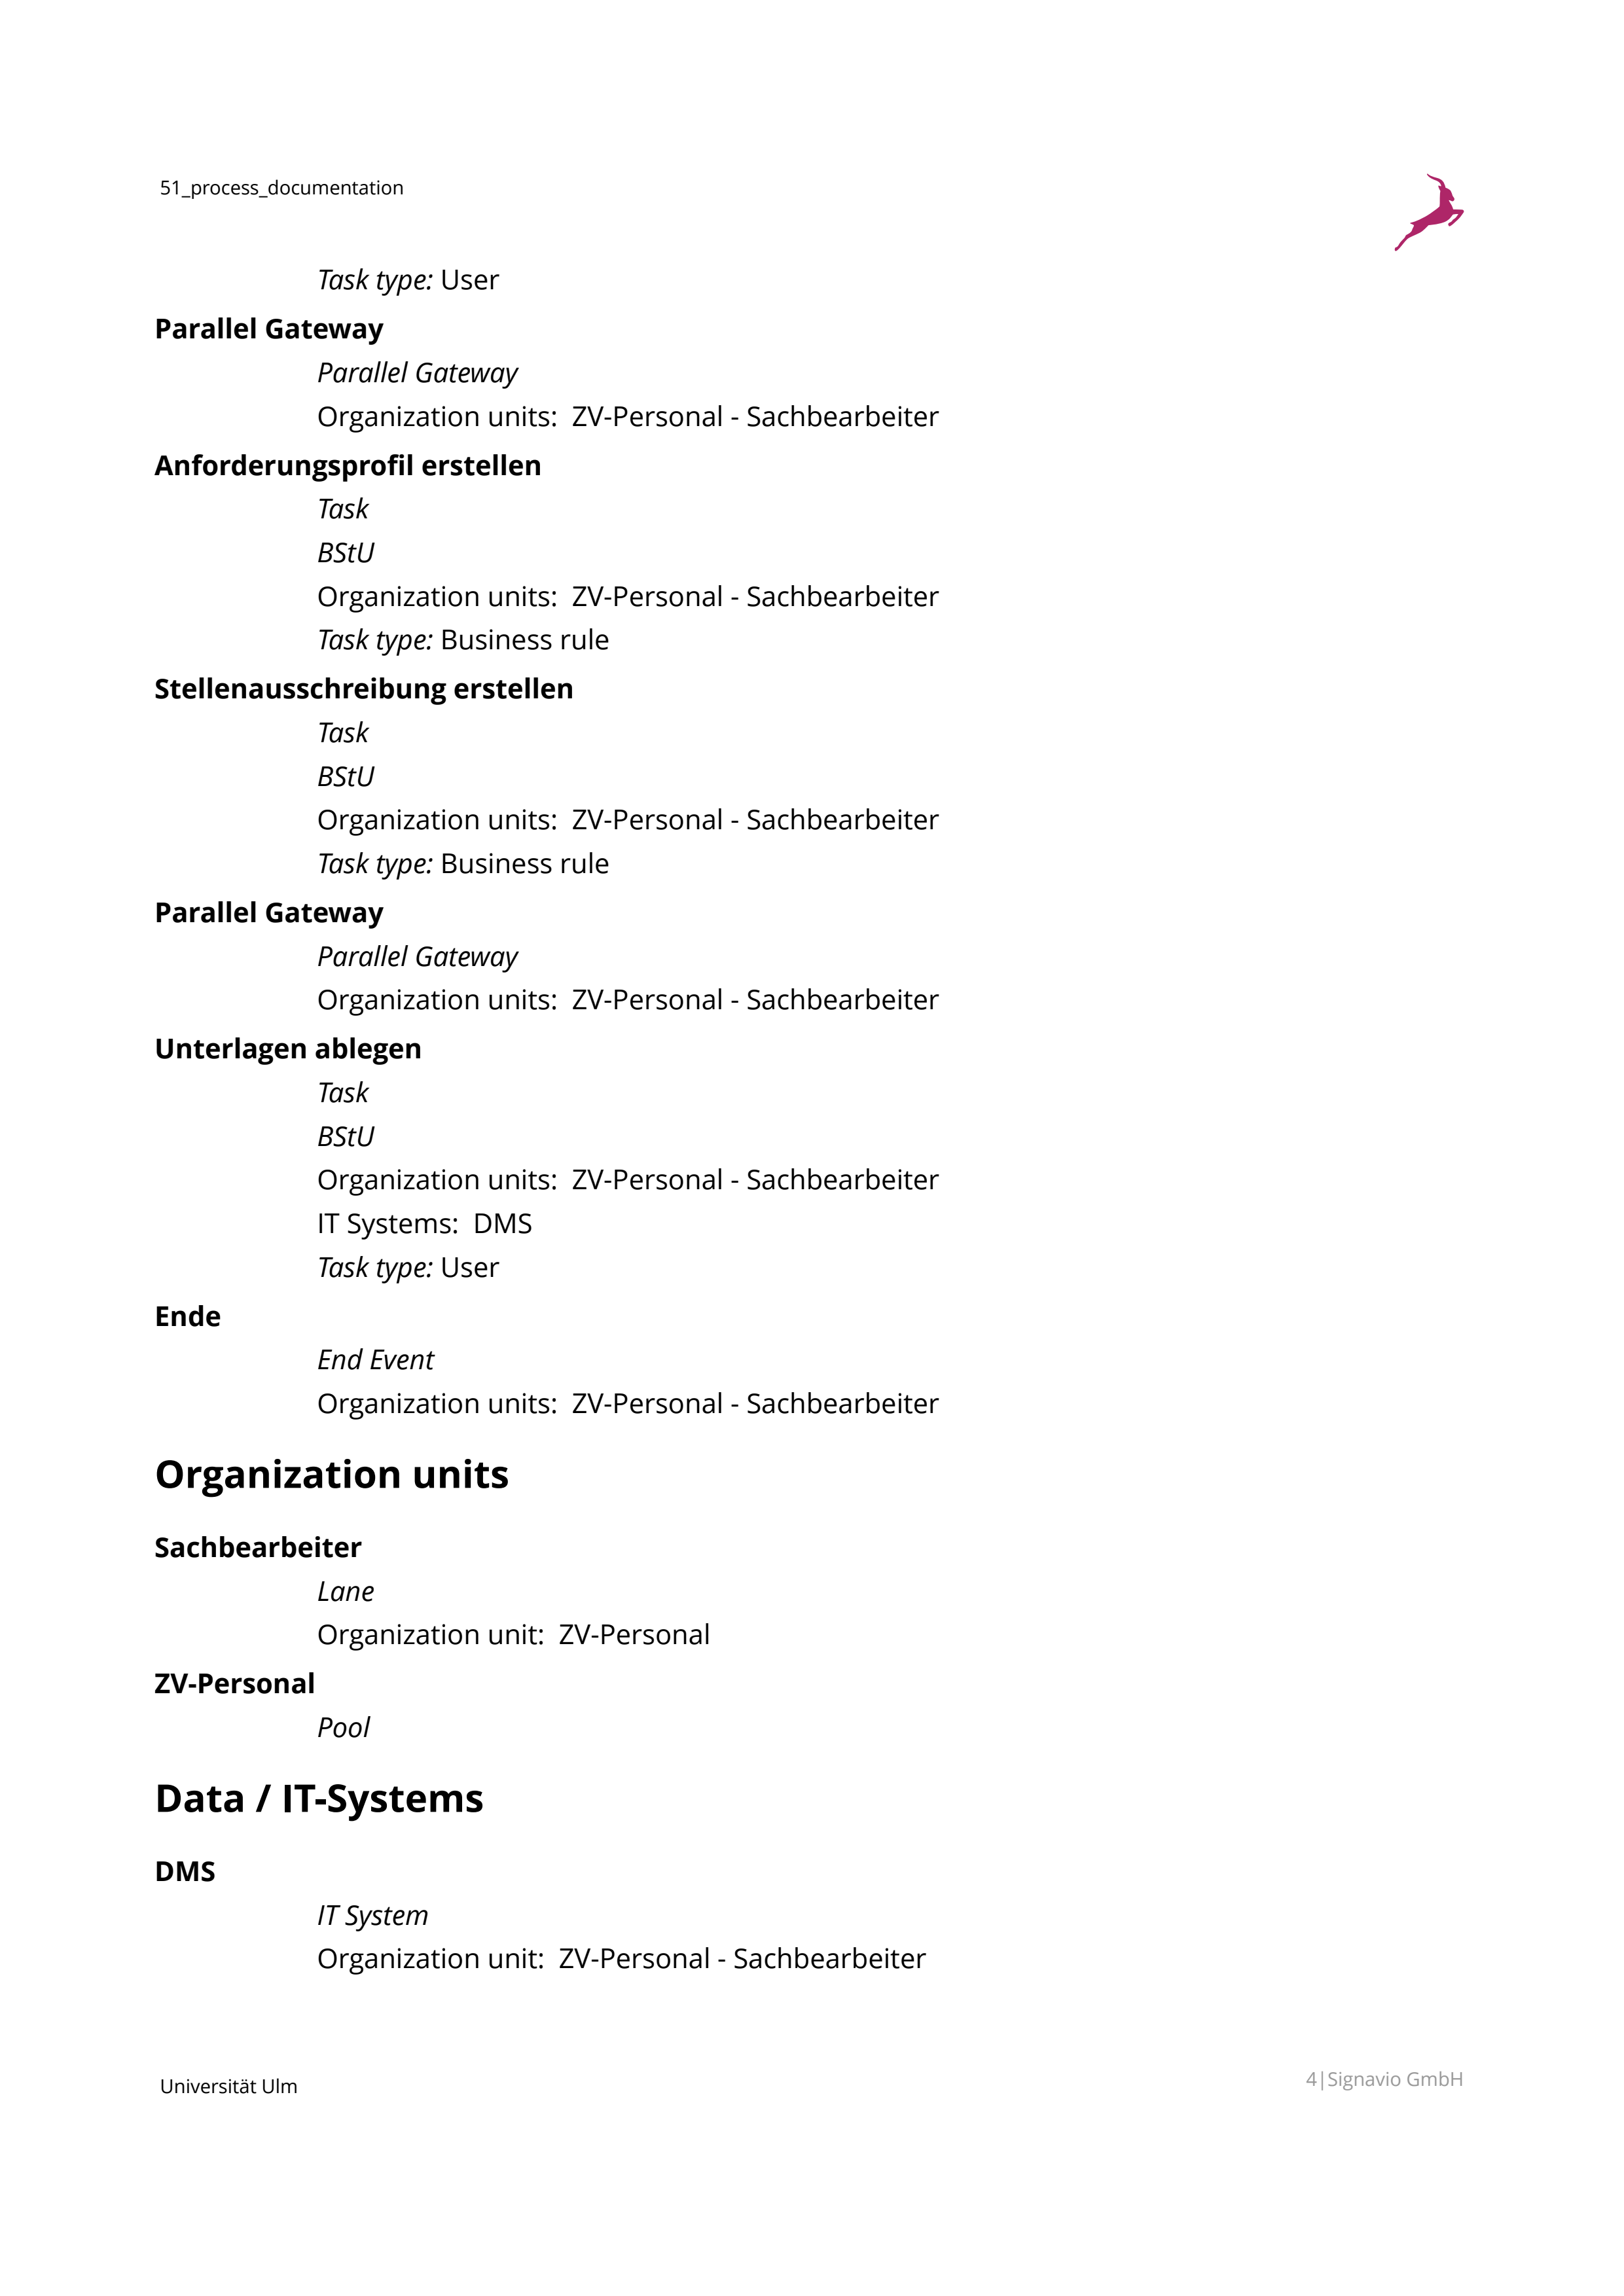 51_process_documentation
Task type: User
Parallel Gateway
Parallel Gateway
Organization units:  ZV-Personal - Sachbearbeiter
Anforderungsprofil erstellen
Task
BStU
Organization units:  ZV-Personal - Sachbearbeiter
Task type: Business rule
Stellenausschreibung erstellen
Task
BStU
Organization units:  ZV-Personal - Sachbearbeiter
Task type: Business rule
Parallel Gateway
Parallel Gateway
Organization units:  ZV-Personal - Sachbearbeiter
Unterlagen ablegen
Task
BStU
Organization units:  ZV-Personal - Sachbearbeiter
IT Systems:  DMS
Task type: User
Ende
End Event
Organization units:  ZV-Personal - Sachbearbeiter
Organization units
Sachbearbeiter
Lane
Organization unit:  ZV-Personal
ZV-Personal
Pool
Data / IT-Systems
DMS
IT System
Organization unit:  ZV-Personal - Sachbearbeiter
Universität Ulm
4|Signavio GmbH